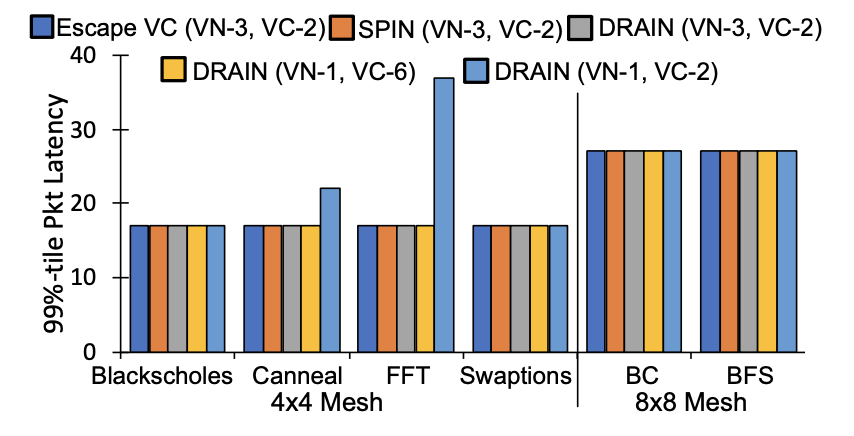 Escape VC (VN-3, VC-2) SPIN (VN-3, VC-2) DRAIN (VN-3, VC-2)
DRAIN (VN-1, VC-6) DRAIN (VN-1, VC-2)
99%-tile Pkt Latency
40
30
20
10
0
Blackscholes Canneal FFT Swaptions BC BFS
4x4 Mesh 8x8 Mesh